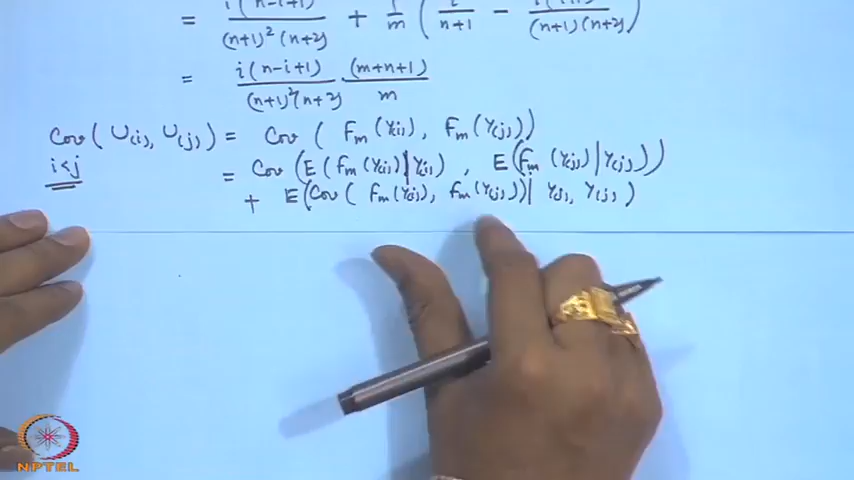 = i(n-i+1) / (n+1)²(n+2) + 1/m ( i/n+1 - / (n+1)(n+2) )
= i(n-i+1) / (n+1)²(n+2) (m+n+1) / m
Cov( U(i), U(j) ) = Cov ( Fm(Y(i)), Fm(Y(j)) )
i<j
= Cov ( E ( Fm(Y(i)) | Y(i) ) , E ( Fm (Y(j)) | Y(j) ) )
+ E ( Cov ( Fm(Y(i)), Fm(Y(j)) ) | Y(i), Y(j) )
NPTEL